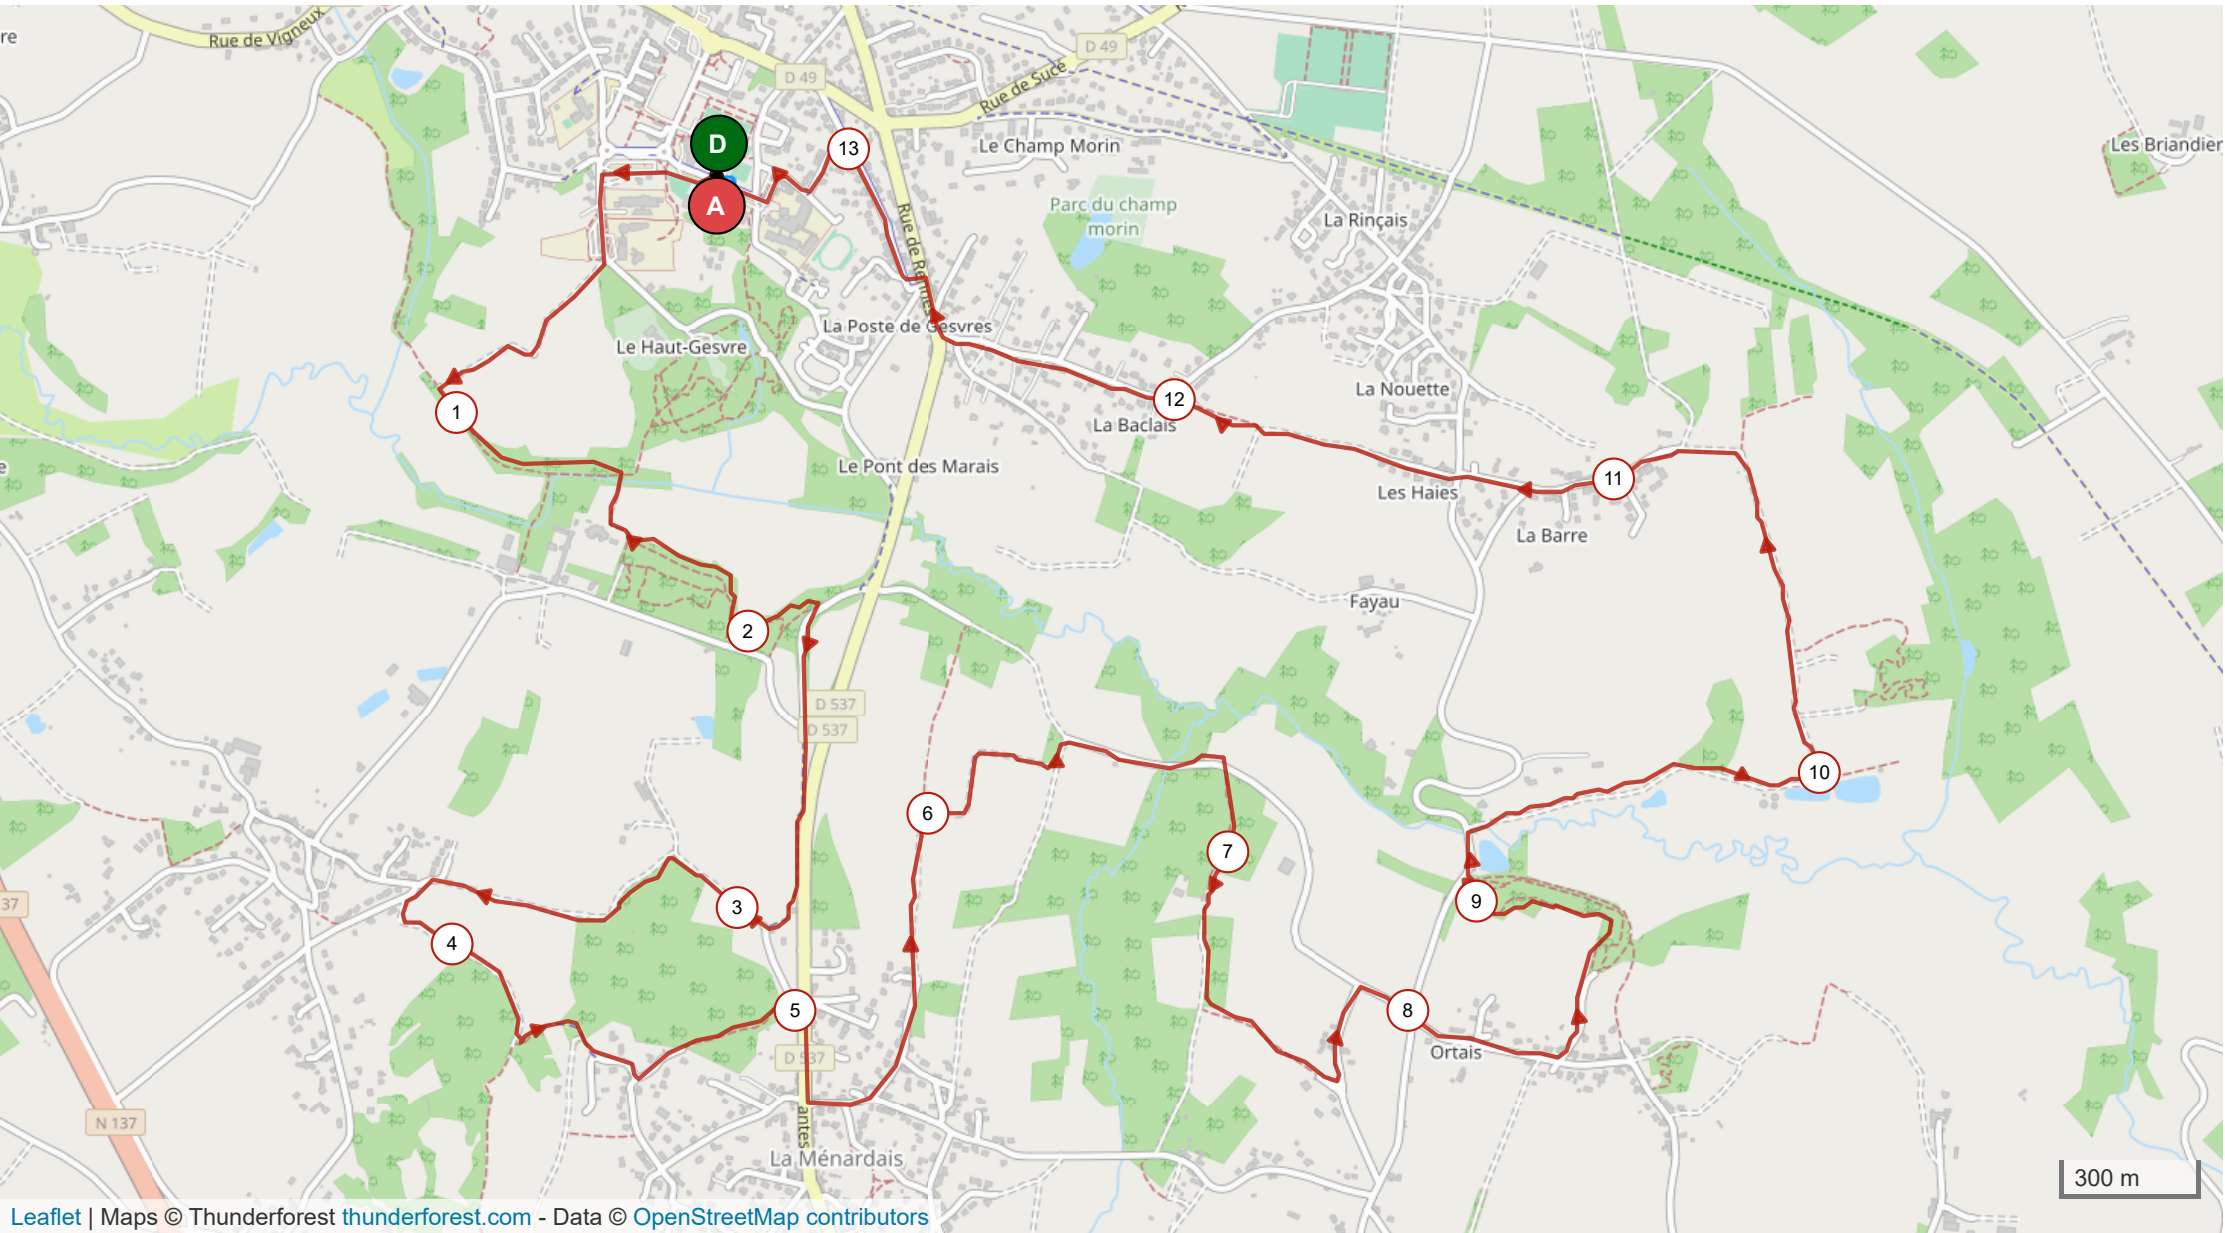 re
Rue de Vigneux
D 49
D 49
Rue de Sucé
Les Briandier
Le Champ Morin
D
13
A
Parc du champ
morin
La Rinçais
Rue de Rennes
La Poste de Gesvres
Le Haut-Gesvre
La Nouette
12
1
La Baclais
Le Pont des Marais
e
11
Les Haies
La Barre
Fayau
2
D 537
D 537
10
6
7
37
3
9
4
5
8
Ortais
D 537
N 137
antes
La Ménardais
300 m
Leaflet | Maps © Thunderforest thunderforest.com - Data © OpenStreetMap contributors